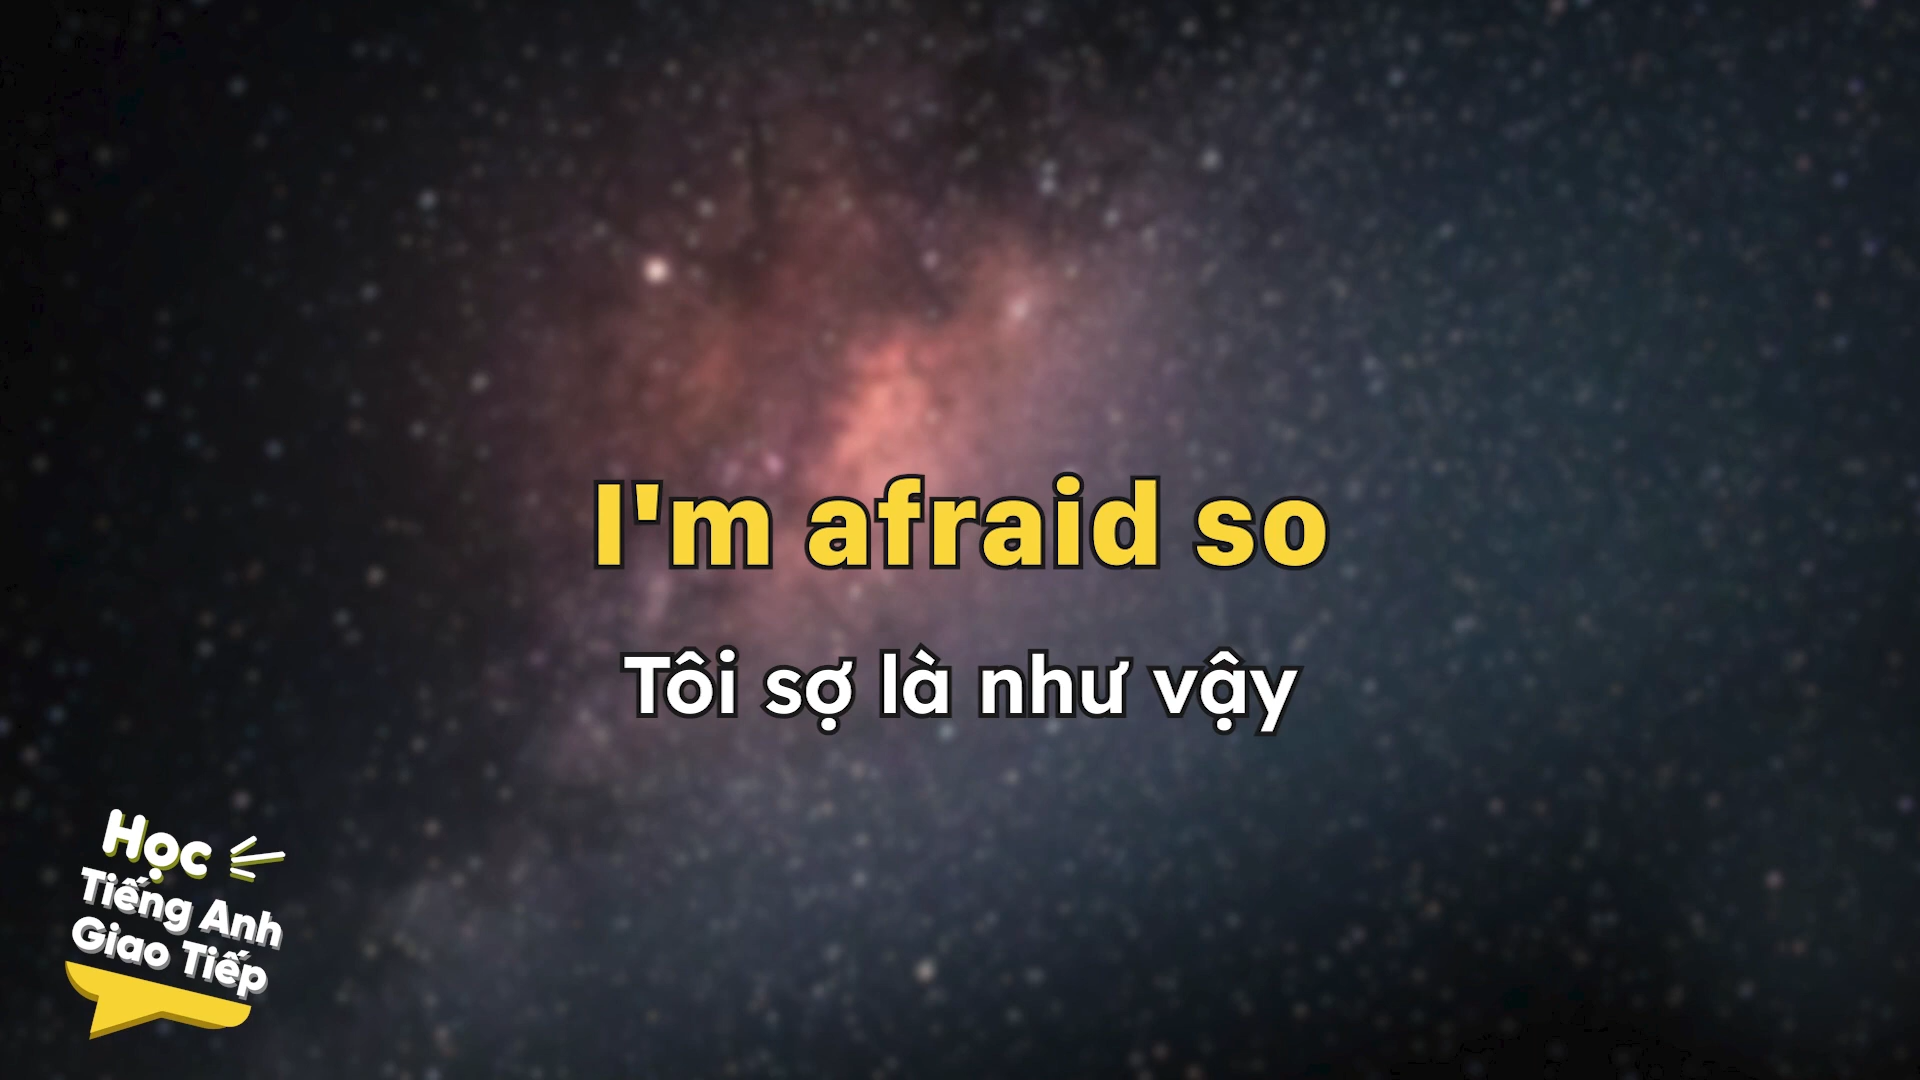 I'm afraid so
Tôi sợ là như vậy
Học
Tiếng Anh
Giao Tiếp